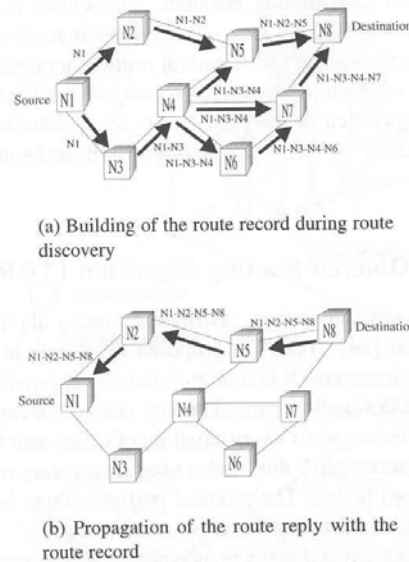 N1-N2
N2
N1
N5
N1-N2-N5
N8
Destination
Source
N1
N4
N1-N3-N4
N1-N3-N4
N7
N1-N3-N4-N7
N1
N3
N1-N3
N1-N3-N4
N6
N1-N3-N4-N6
(a) Building of the route record during route
discovery
N1-N2-N5-N8
N2
N1-N2-N5-N8
N5
N1-N2-N5-N8
N8
Destination
N1
Source
N4
N7
N3
N6
(b) Propagation of the route reply with the
route record